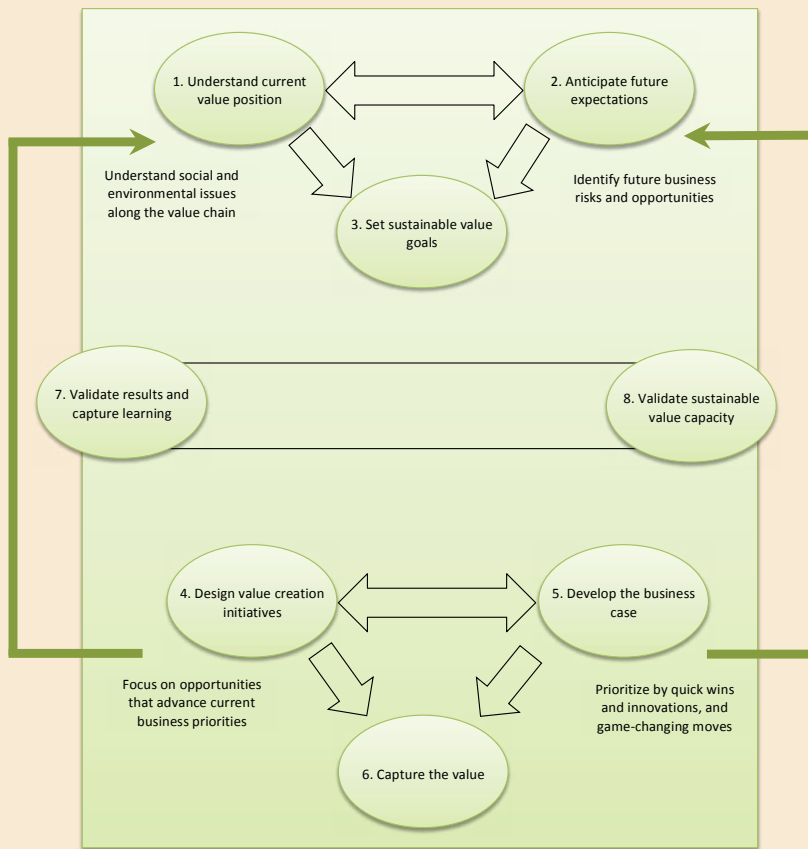 1. Understand current
value position
2. Anticipate future
expectations
Understand social and
environmental issues
along the value chain
Identify future business
risks and opportunities
3. Set sustainable value
goals
7. Validate results and
capture learning
8. Validate sustainable
value capacity
4. Design value creation
initiatives
5. Develop the business
case
Focus on opportunities
that advance current
business priorities
Prioritize by quick wins
and innovations, and
game-changing moves
6. Capture the value